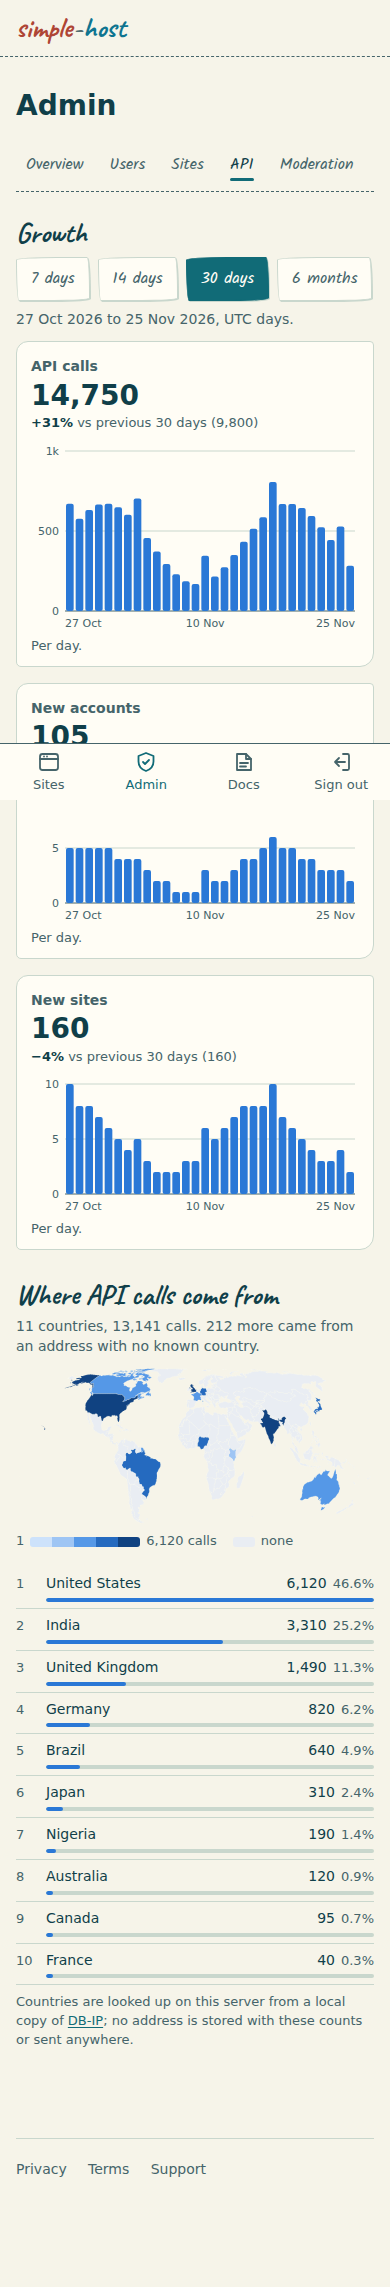 simple-host
Admin
Overview Users Sites API Moderation
Growth
7 days 14 days 30 days 6 months
27 Oct 2026 to 25 Nov 2026, UTC days.
API calls
14,750
+31% vs previous 30 days (9,800)
1k
500
0
27 Oct 10 Nov 25 Nov
Per day.
New accounts
105
Sites Admin Docs Sign out
5
0
27 Oct 10 Nov 25 Nov
Per day.
New sites
160
−4% vs previous 30 days (160)
10
5
0
27 Oct 10 Nov 25 Nov
Per day.
Where API calls come from
11 countries, 13,141 calls. 212 more came from
an address with no known country.
1 6,120 calls none
1 United States 6,120 46.6%
2 India 3,310 25.2%
3 United Kingdom 1,490 11.3%
4 Germany 820 6.2%
5 Brazil 640 4.9%
6 Japan 310 2.4%
7 Nigeria 190 1.4%
8 Australia 120 0.9%
9 Canada 95 0.7%
10 France 40 0.3%
Countries are looked up on this server from a local
copy of DB-IP; no address is stored with these counts
or sent anywhere.
Privacy Terms Support